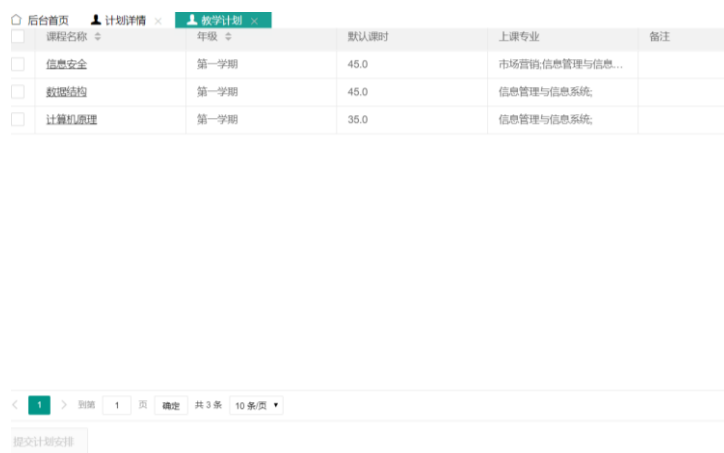 后台首页 计划详情 教学计划
课程名称 年级 默认课时 上课专业 备注
信息安全 第一学期 45.0 市场营销;信息管理与信息...
数据结构 第一学期 45.0 信息管理与信息系统;
计算机原理 第一学期 35.0 信息管理与信息系统;
1 到第 1 页 确定 共 3 条 10 条/页
提交计划安排